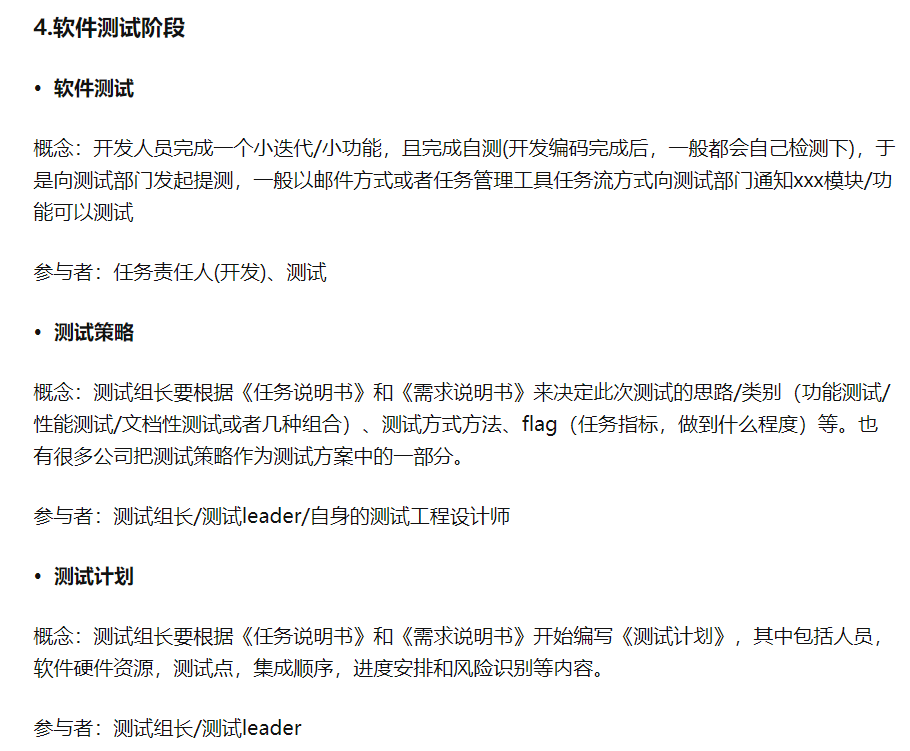 4.软件测试阶段
• 软件测试
概念：开发人员完成一个小迭代/小功能，且完成自测(开发编码完成后，一般都会自己检测下)，于
是向测试部门发起提测，一般以邮件方式或者任务管理工具任务流方式向测试部门通知xxx模块/功
能可以测试
参与者：任务责任人(开发)、测试
• 测试策略
概念：测试组长要根据《任务说明书》和《需求说明书》来决定此次测试的思路/类别（功能测试/
性能测试/文档性测试或者几种组合）、测试方式方法、flag（任务指标，做到什么程度）等。也
有很多公司把测试策略作为测试方案中的一部分。
参与者：测试组长/测试leader/自身的测试工程设计师
• 测试计划
概念：测试组长要根据《任务说明书》和《需求说明书》开始编写《测试计划》，其中包括人员，
软件硬件资源，测试点，集成顺序，进度安排和风险识别等内容。
参与者：测试组长/测试leader